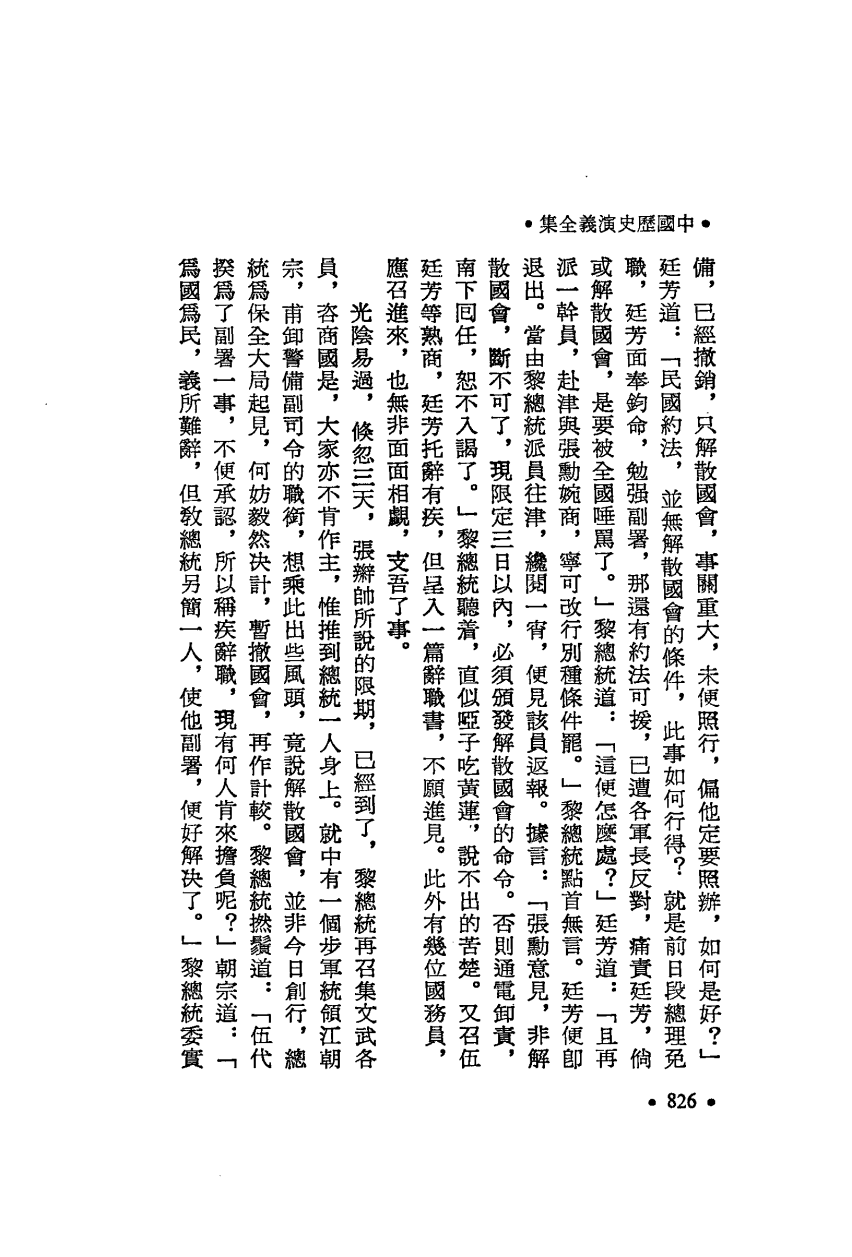 •中國歷史演義全集•
備，已經撤銷，只解散國會，事關重大，未便照行，偏他定要照辦，如何是好？」
廷芳道：「民國約法，並無解散國會的條件，此事如何行得？就是前日段總理免
職，廷芳面奉鈞命，勉强副署，那還有約法可援，已遭各軍長反對，痛責廷芳，倘
或解散國會，是要被全國唾罵了。」黎總統道：「這便怎麽處？」廷芳道：「且再
派一幹員，赴津與張勳婉商，寧可改行別種條件罷。」黎總統點首無言。廷芳便卽
退出。當由黎總統派員往津，纔閱一宵，便見該員返報。據言：「張勳意見，非解
散國會，斷不可了，現限定三日以內，必須頒發解散國會的命令。否則通電卸責，
南下回任，恕不入謁了。」黎總統聽着，直似啞子吃黃蓮，說不出的苦楚。又召伍
廷芳等熟商，廷芳托辭有疾，但呈入一篇辭職書，不願進見。此外有幾位國務員，
應召進來，也無非面面相覷，支吾了事。
光陰易過，倏忽三天，張辮帥所說的限期，已經到了，黎總統再召集文武各
員，咨商國是，大家亦不肯作主，惟推到總統一人身上。就中有一個步軍統領江朝
宗，甫卸警備副司令的職銜，想乘此出些風頭，竟說解散國會，並非今日創行，總
統爲保全大局起見，何妨毅然決計，暫撤國會，再作計較。黎總統撚鬚道：「伍代
揆爲了副署一事，不便承認，所以稱疾辭職，現有何人肯來擔負呢？」朝宗道：「
爲國爲民，義所難辭，但敎總統另簡一人，使他副署，便好解決了。」黎總統委實
•826•